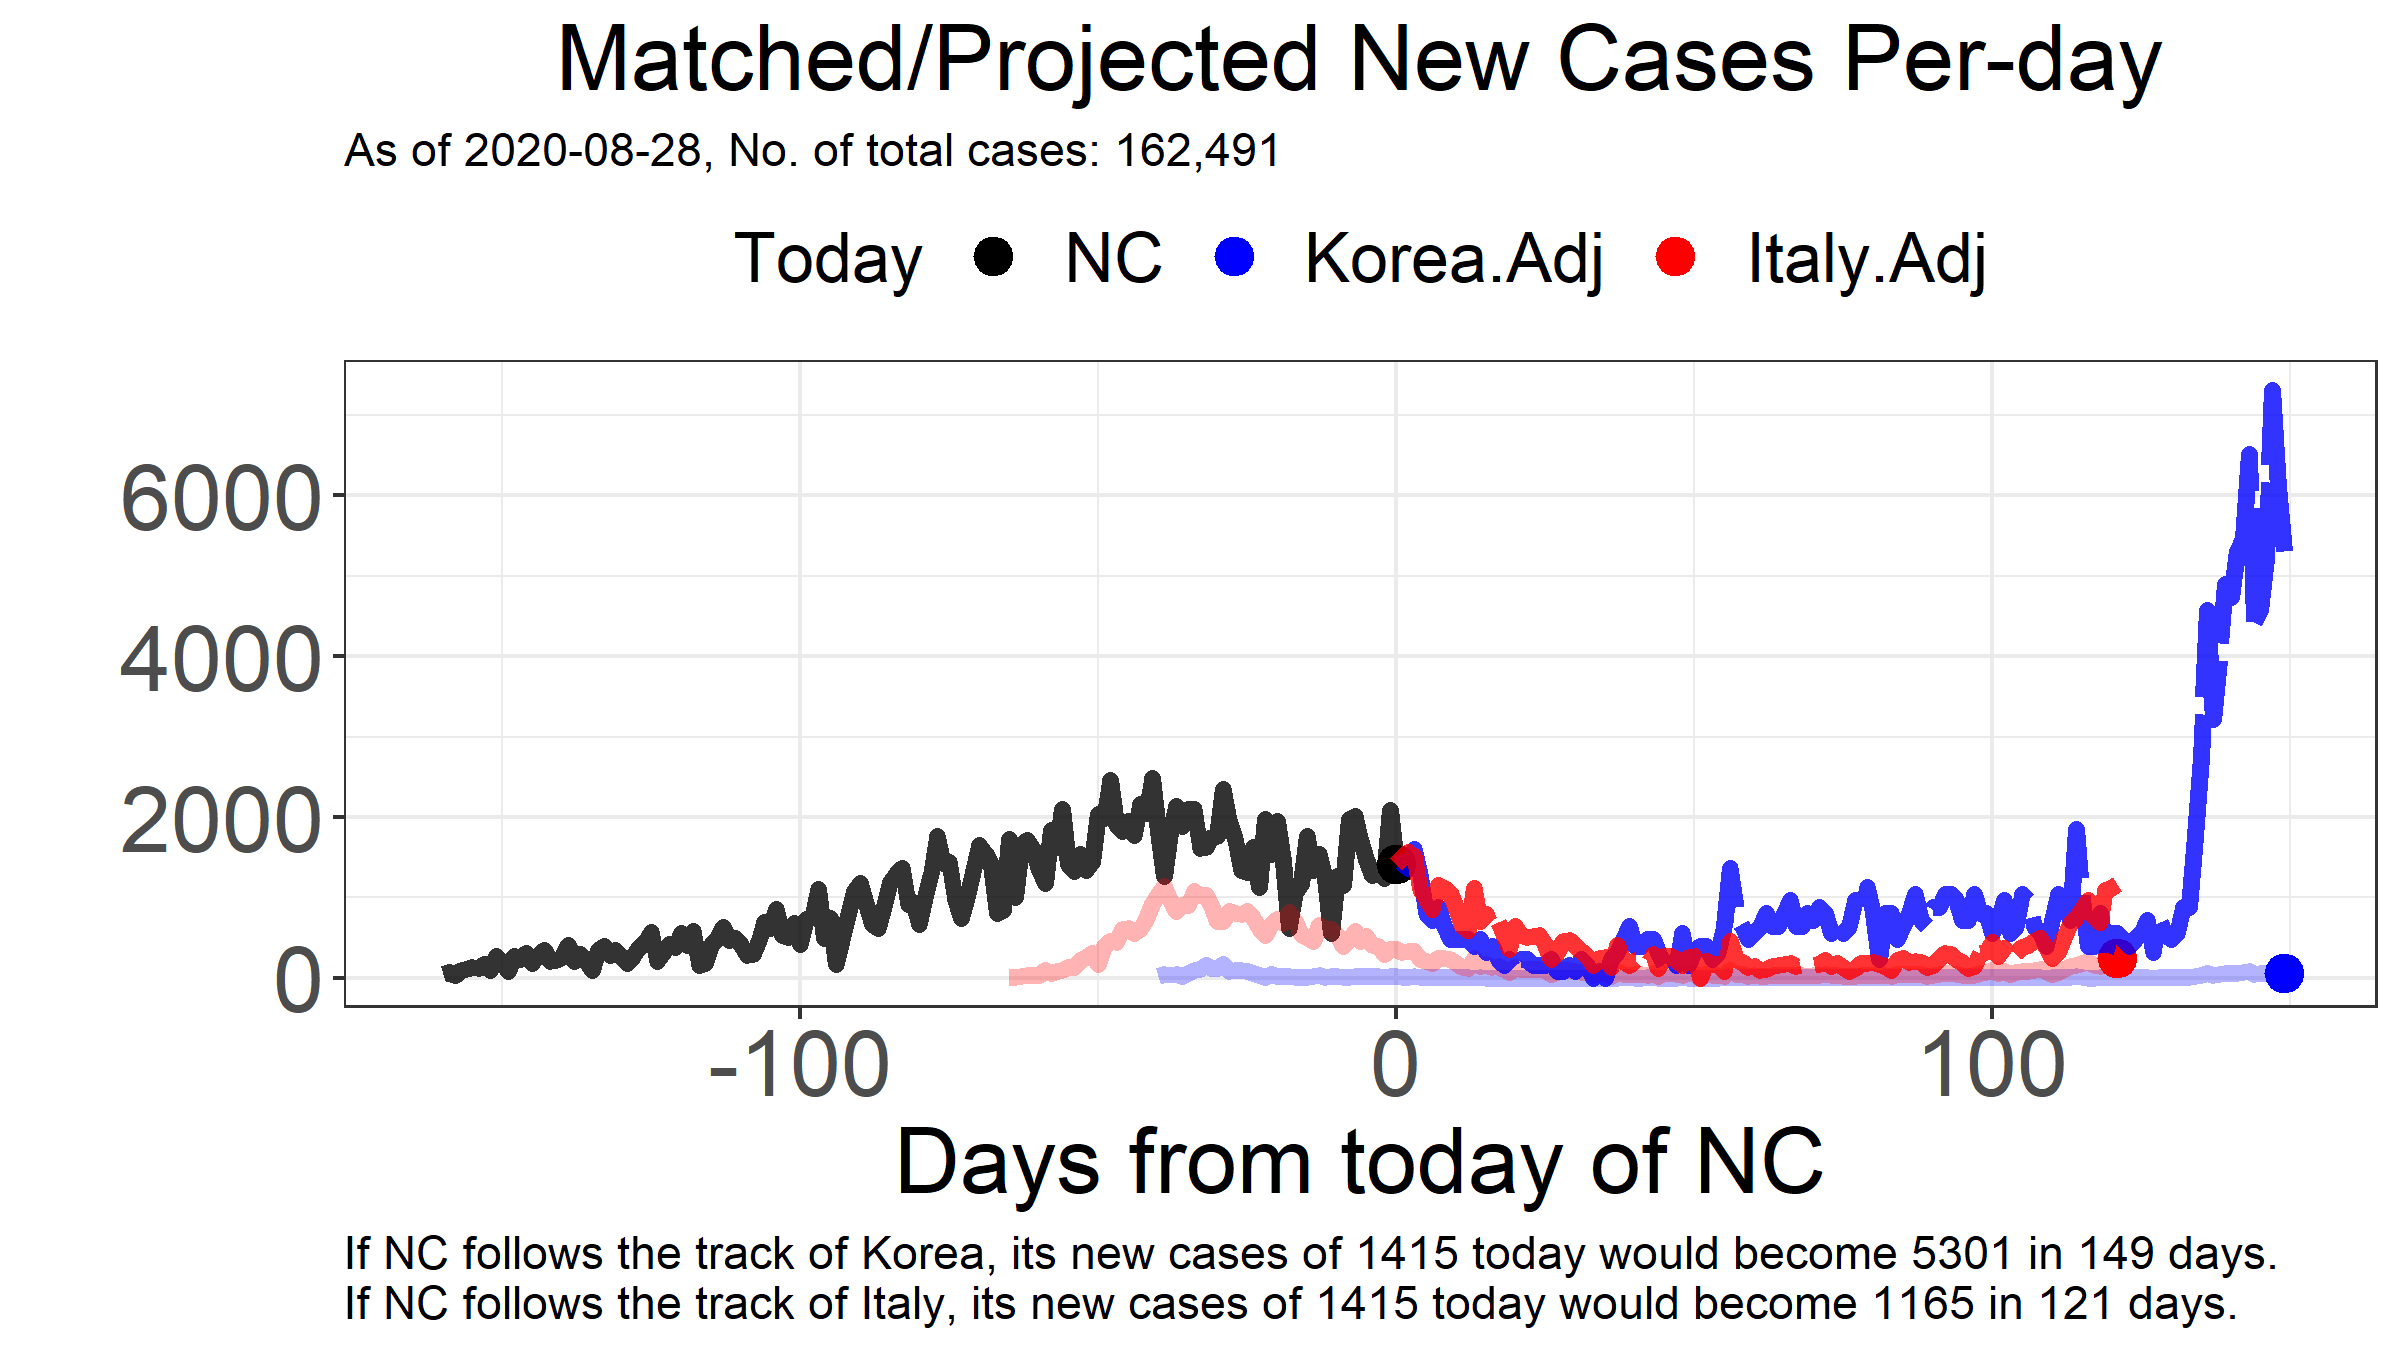 Matched/Projected New Cases Per-day
As of 2020-08-28, No. of total cases: 162,491
Today NC Korea.Adj Italy.Adj
6000
4000
2000
0
-100 0 100
Days from today of NC
If NC follows the track of Korea, its new cases of 1415 today would become 5301 in 149 days.
If NC follows the track of Italy, its new cases of 1415 today would become 1165 in 121 days.